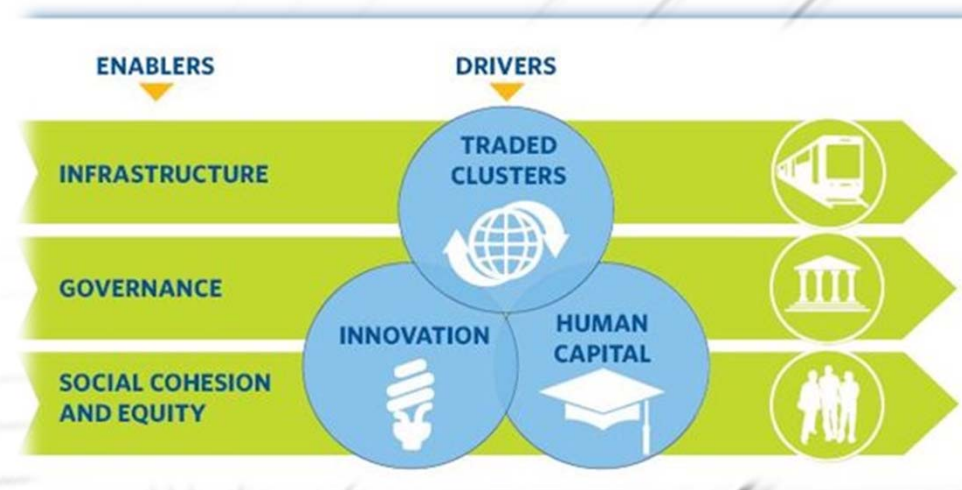 ENABLERS
DRIVERS
TRADED
CLUSTERS
INFRASTRUCTURE
GOVERNANCE
INNOVATION
HUMAN
CAPITAL
SOCIAL COHESION
AND EQUITY